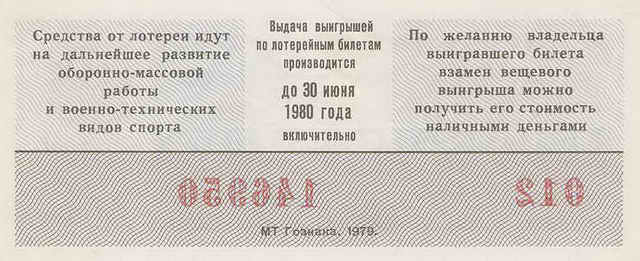 Средства от лотереи идут
на дальнейшее развитие
оборонно-массовой
работы
и военно-технических
видов спорта
Выдача выигрышей
по лотерейным билетам
производится
до 30 июня
1980 года
включительно
По желанию владельца
выигравшего билета
взамен вещевого
выигрыша можно
получить его стоимость
наличными деньгами
146950
012
МТ Гознака, 1979.